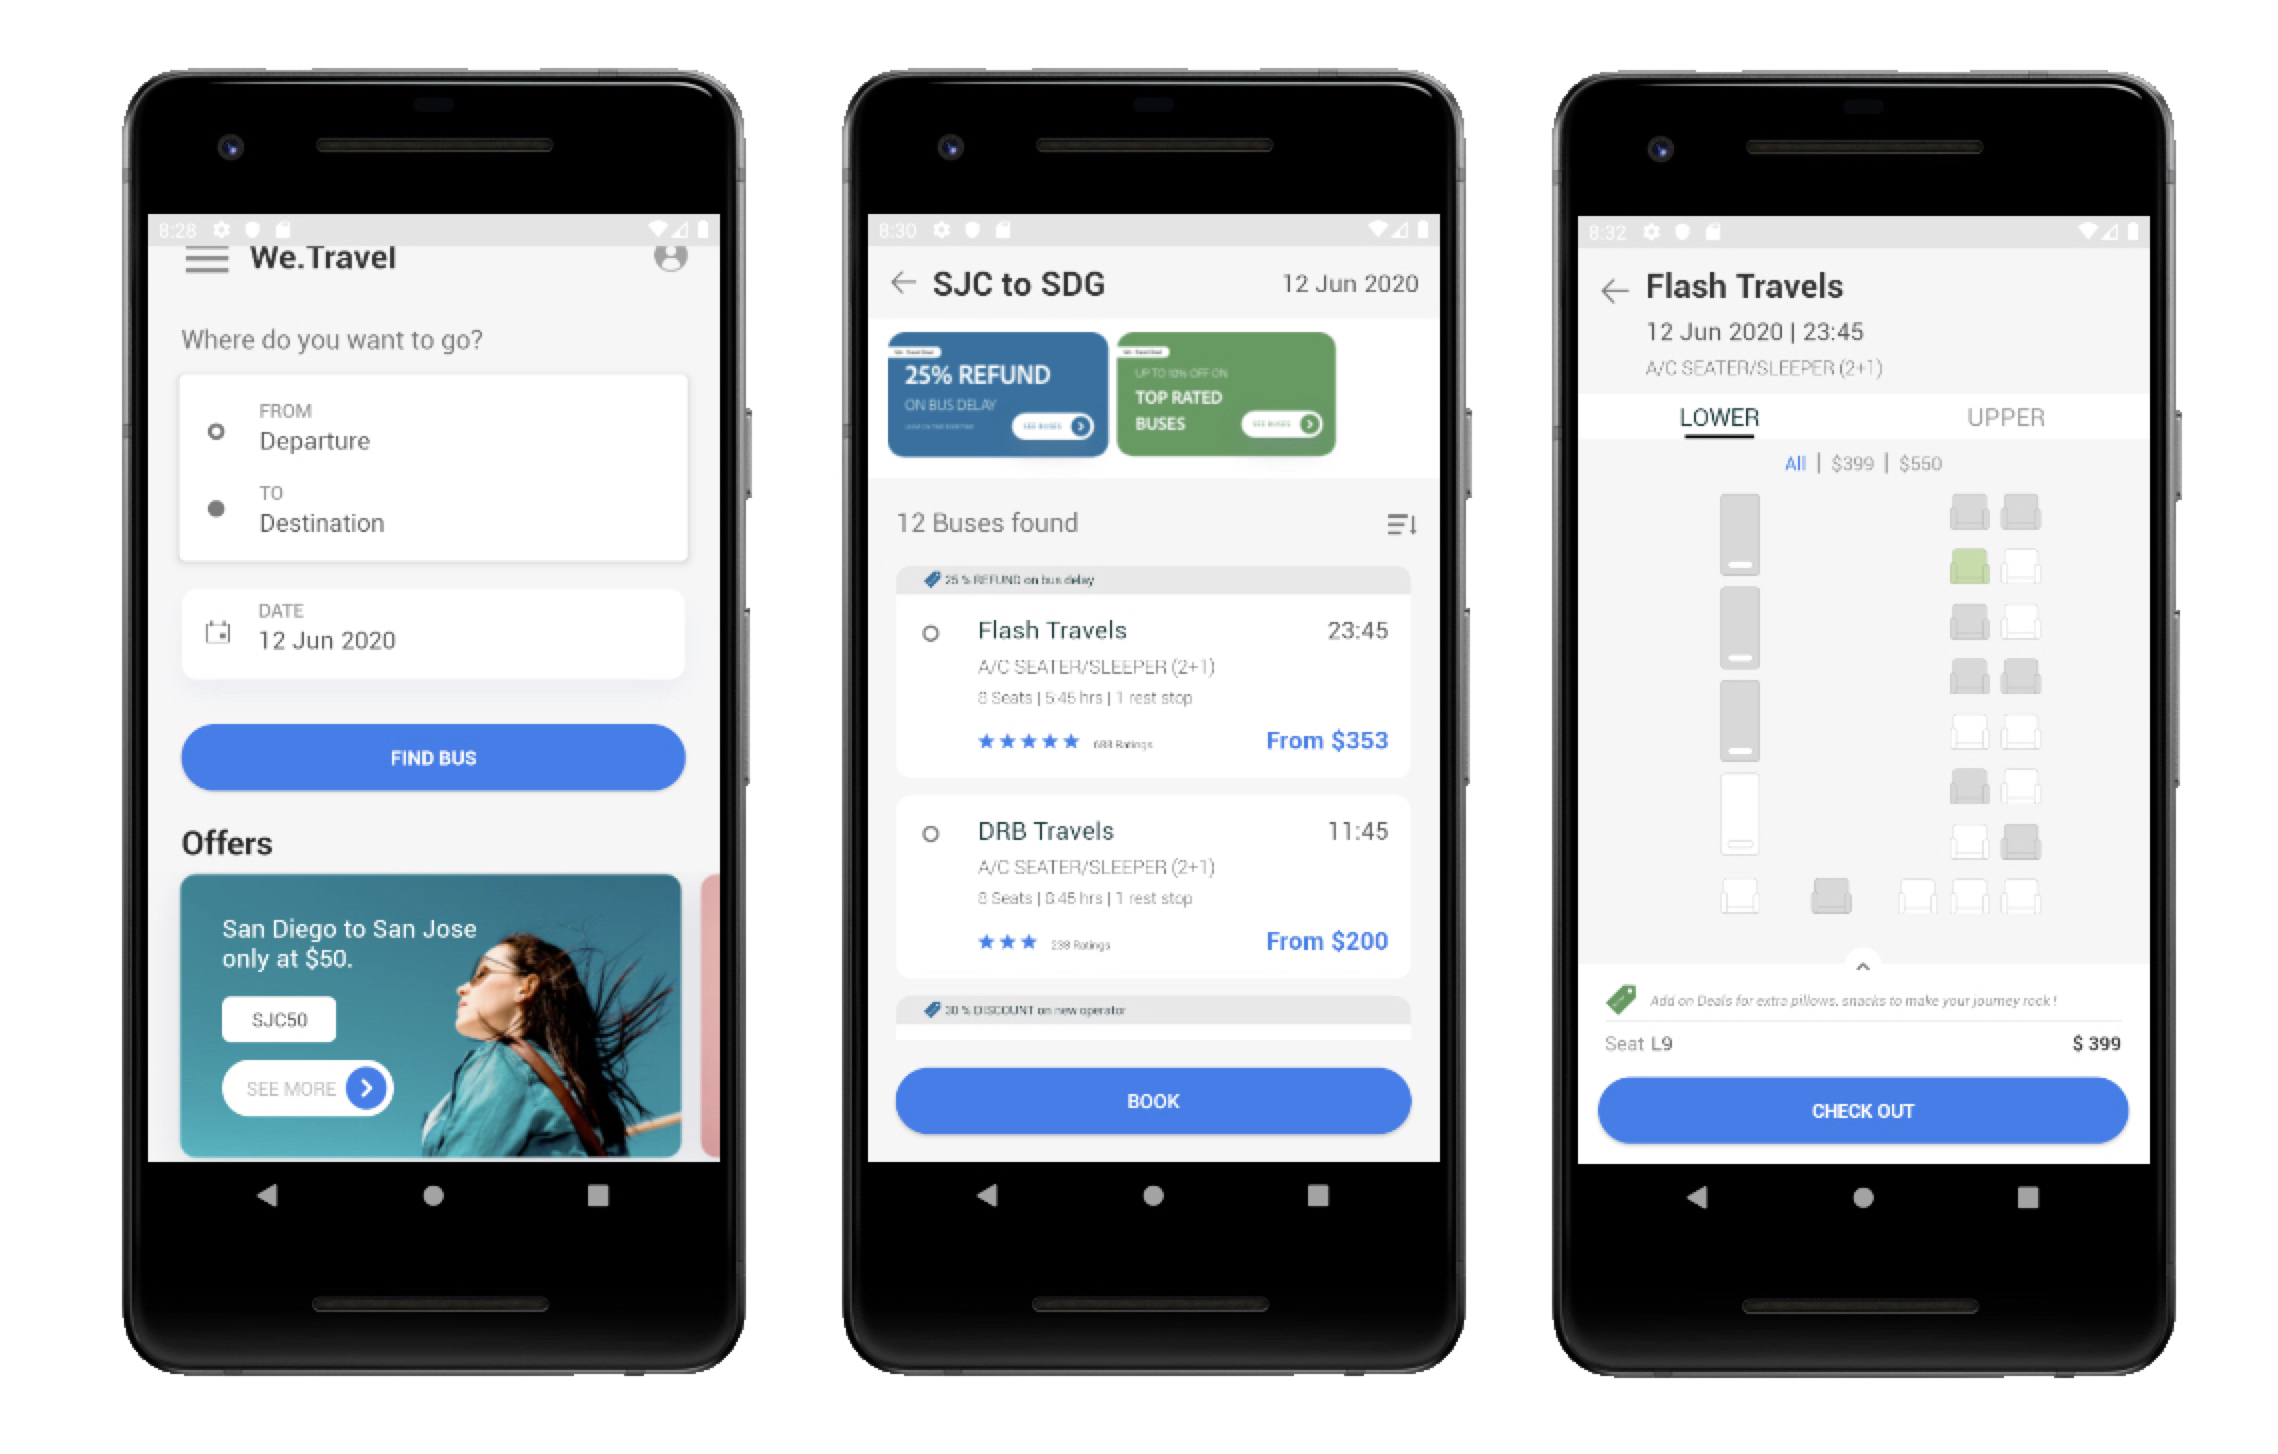 8:28
We.Travel
Where do you want to go?
FROM
Departure
TO
Destination
DATE
12 Jun 2020
FIND BUS
Offers
San Diego to San Jose
only at $50.
SJC50
SEE MORE
8:30
SJC to SDG
12 Jun 2020
25% REFUND
ON BUS DELAY
SEE BUSES
UP TO 10% OFF ON
TOP RATED
BUSES
SEE BUSES
12 Buses found
25 % REFUND on bus delay
Flash Travels 23:45
A/C SEATER/SLEEPER (2+1)
8 Seats | 5:45 hrs | 1 rest stop
Ratings From $353
DRB Travels 11:45
A/C SEATER/SLEEPER (2+1)
8 Seats | 1 rest stop
238 Ratings From $200
30 % DISCOUNT on new operator
BOOK
8:32
Flash Travels
12 Jun 2020 | 23:45
A/C SEATER/SLEEPER (2+1)
LOWER UPPER
All | $399 | $550
Add on Deals for extra pillows, snacks to make your journey rock !
Seat L9 $ 399
CHECK OUT